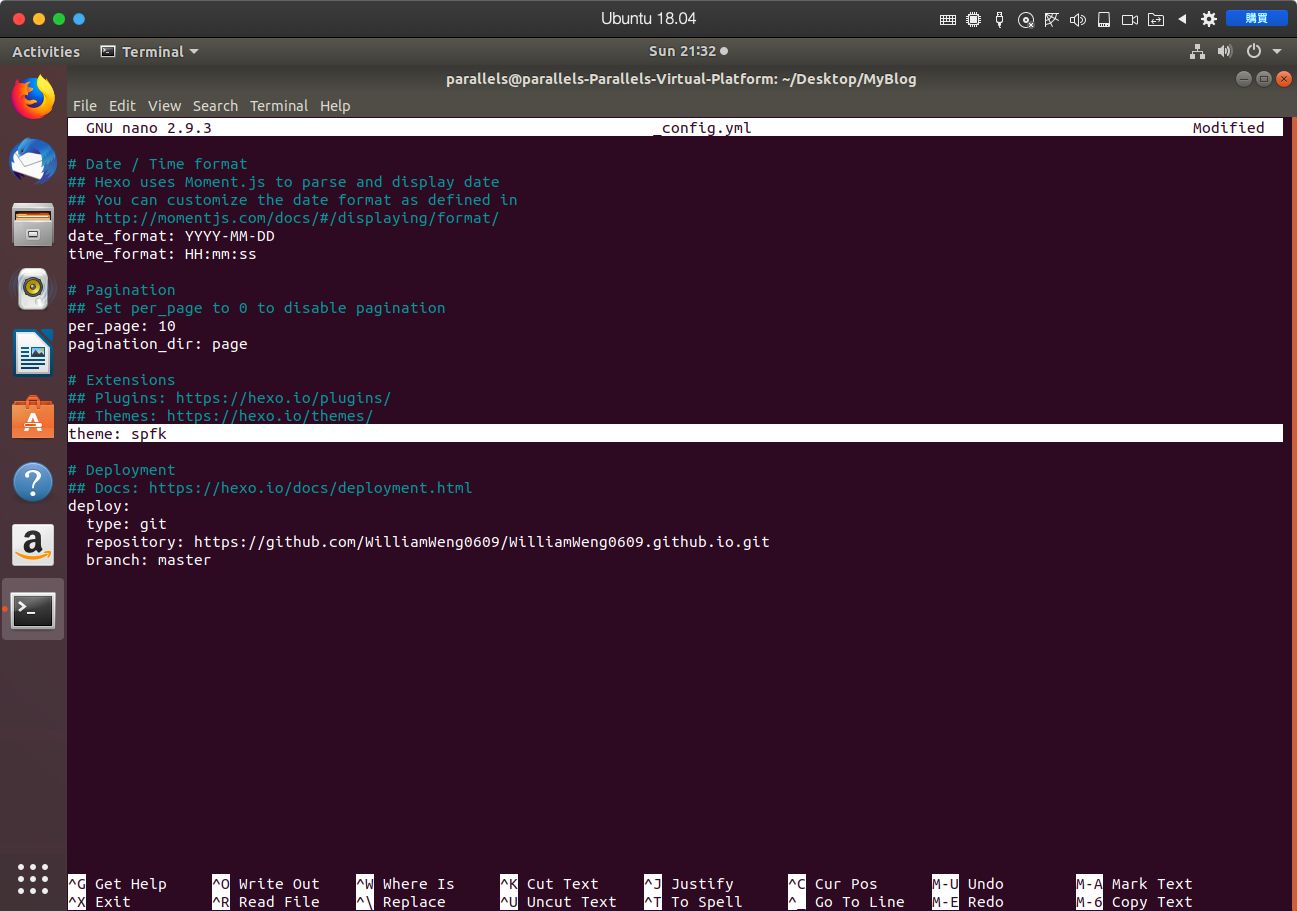 Ubuntu 18.04
購買
Activities
Terminal
Sun 21:32
parallels@parallels-Parallels-Virtual-Platform: ~/Desktop/MyBlog
File Edit View Search Terminal Help
GNU nano 2.9.3 _config.yml Modified
# Date / Time format
## Hexo uses Moment.js to parse and display date
## You can customize the date format as defined in
## http://momentjs.com/docs/#/displaying/format/
date_format: YYYY-MM-DD
time_format: HH:mm:ss
# Pagination
## Set per_page to 0 to disable pagination
per_page: 10
pagination_dir: page
# Extensions
## Plugins: https://hexo.io/plugins/
## Themes: https://hexo.io/themes/
theme: spfk
# Deployment
## Docs: https://hexo.io/docs/deployment.html
deploy:
  type: git
  repository: https://github.com/WilliamWeng0609/WilliamWeng0609.github.io.git
  branch: master
^G Get Help ^O Write Out ^W Where Is ^K Cut Text ^J Justify ^C Cur Pos M-U Undo M-A Mark Text
^X Exit ^R Read File ^\ Replace ^U Uncut Text ^T To Spell ^_ Go To Line M-E Redo M-6 Copy Text